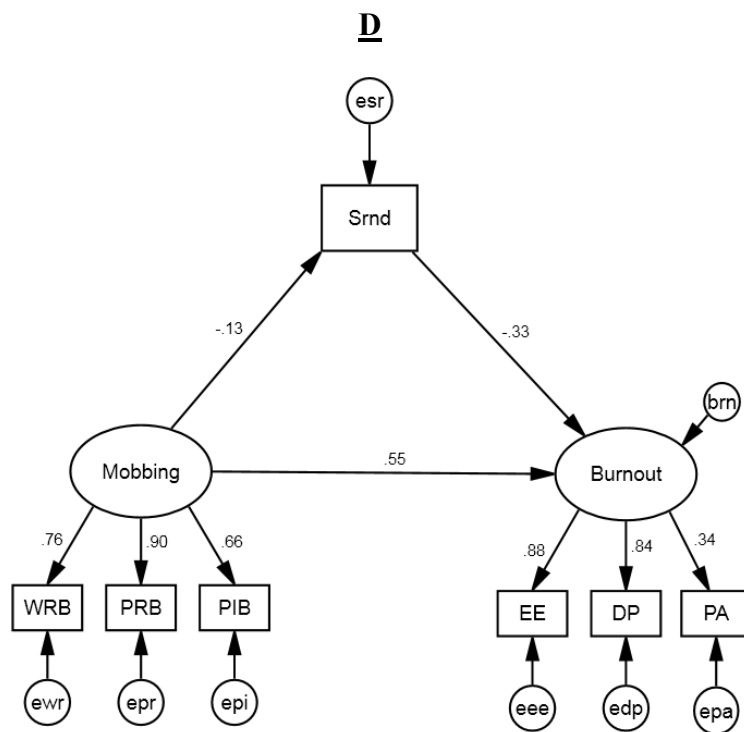 D
esr
Srnd
-.13
-.33
brn
Mobbing
.55
Burnout
.76
.90
.66
.88
.84
.34
WRB
PRB
PIB
EE
DP
PA
ewr
epr
epi
eee
edp
epa